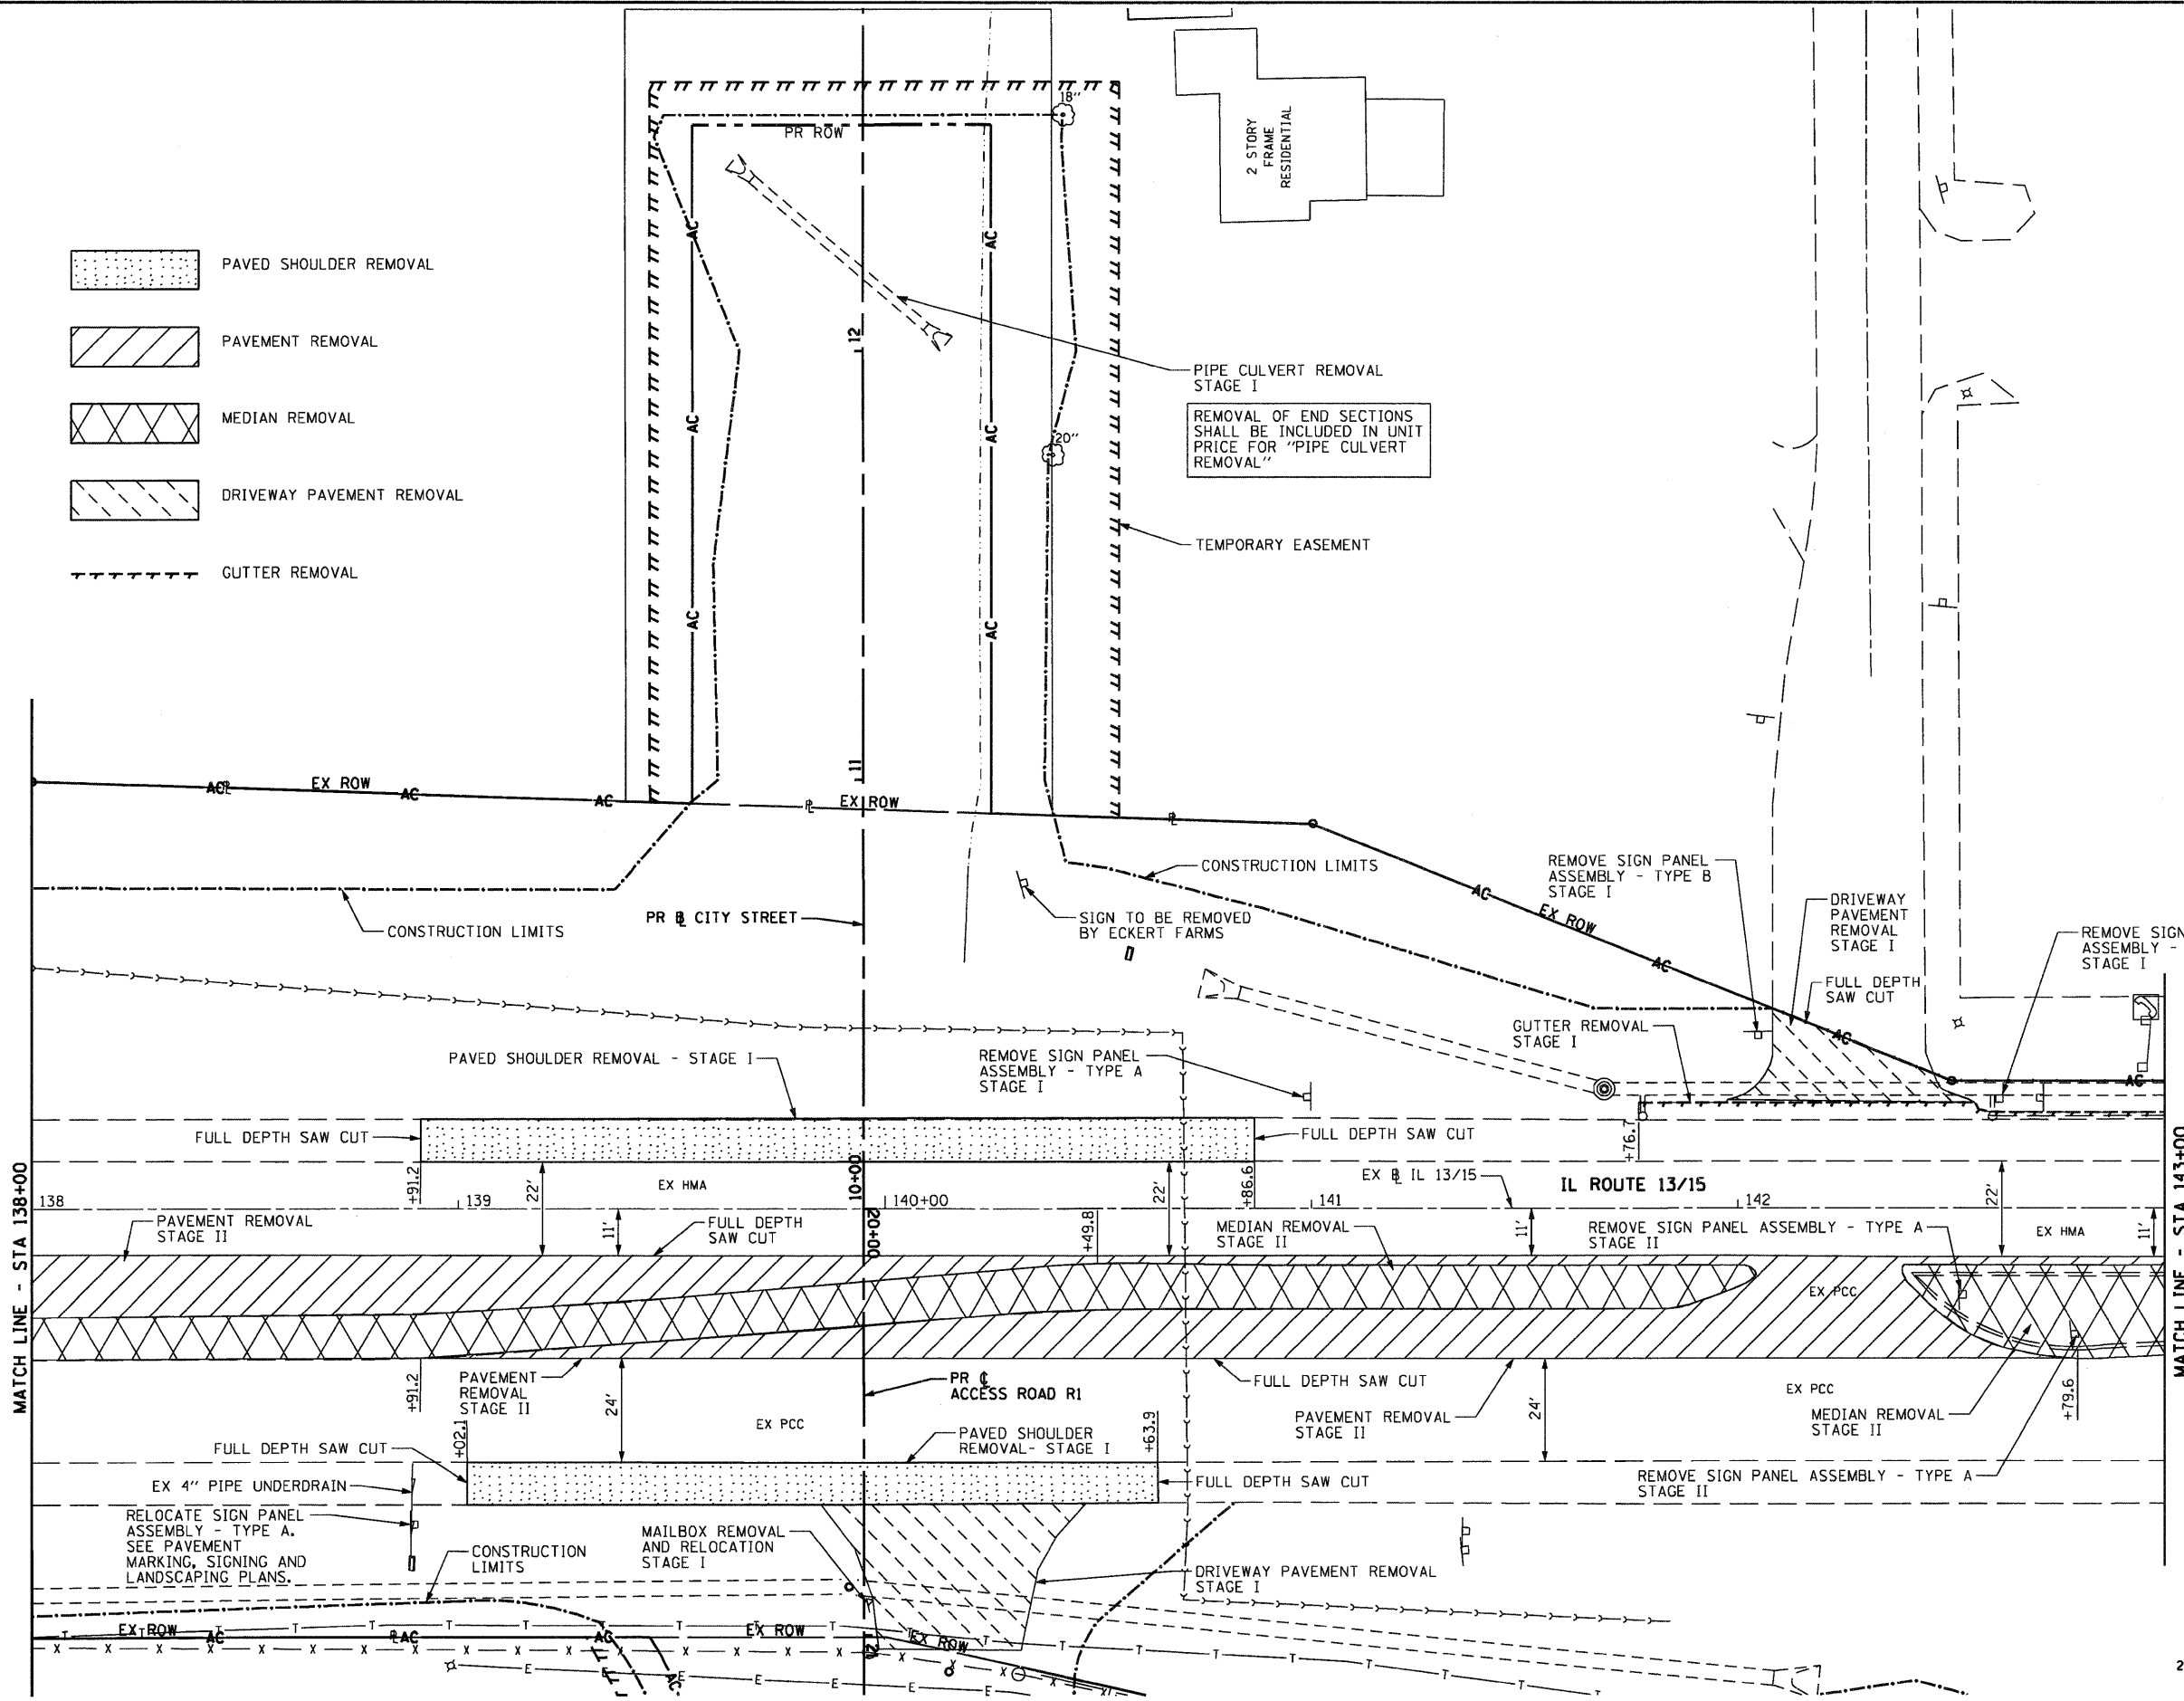 18"
PR ROW
2 STORY
FRAME
RESIDENTIAL
PAVED SHOULDER REMOVAL
PAVEMENT REMOVAL
MEDIAN REMOVAL
DRIVEWAY PAVEMENT REMOVAL
GUTTER REMOVAL
AC
AC
AC
AC
AC
AC
12
11
20"
PIPE CULVERT REMOVAL
STAGE I
REMOVAL OF END SECTIONS
SHALL BE INCLUDED IN UNIT
PRICE FOR "PIPE CULVERT
REMOVAL"
TEMPORARY EASEMENT
AC
EX ROW
AC
AC
EX ROW
CONSTRUCTION LIMITS
PR BL CITY STREET
CONSTRUCTION LIMITS
SIGN TO BE REMOVED
BY ECKERT FARMS
AC
EX ROW
AC
AC
AC
REMOVE SIGN PANEL
ASSEMBLY - TYPE B
STAGE I
DRIVEWAY
PAVEMENT
REMOVAL
STAGE I
FULL DEPTH
SAW CUT
REMOVE SIGN
ASSEMBLY -
STAGE I
GUTTER REMOVAL
STAGE I
PAVED SHOULDER REMOVAL - STAGE I
REMOVE SIGN PANEL
ASSEMBLY - TYPE A
STAGE I
FULL DEPTH SAW CUT
FULL DEPTH SAW CUT
+76.7
MATCH LINE - STA 138+00
MATCH LINE - STA 143+00
+91.2
22'
EX HMA
10+00
22'
+86.6
EX BL IL 13/15
IL ROUTE 13/15
22'
138
139
140+00
141
142
PAVEMENT REMOVAL
STAGE II
11'
FULL DEPTH
SAW CUT
20+00
+49.8
MEDIAN REMOVAL
STAGE II
11'
REMOVE SIGN PANEL ASSEMBLY - TYPE A
STAGE II
EX HMA
11'
EX PCC
+91.2
PAVEMENT
REMOVAL
STAGE II
24'
PR CL
ACCESS ROAD R1
FULL DEPTH SAW CUT
24'
EX PCC
+79.6
EX PCC
PAVEMENT REMOVAL
STAGE II
MEDIAN REMOVAL
STAGE II
+02.1
PAVED SHOULDER
REMOVAL- STAGE I
+63.9
FULL DEPTH SAW CUT
FULL DEPTH SAW CUT
REMOVE SIGN PANEL ASSEMBLY - TYPE A
STAGE II
EX 4" PIPE UNDERDRAIN
RELOCATE SIGN PANEL
ASSEMBLY - TYPE A.
SEE PAVEMENT
MARKING, SIGNING AND
LANDSCAPING PLANS.
CONSTRUCTION
LIMITS
MAILBOX REMOVAL
AND RELOCATION
STAGE I
DRIVEWAY PAVEMENT REMOVAL
STAGE I
EX ROW
AC
AC
AC
EX ROW
EX ROW
AC